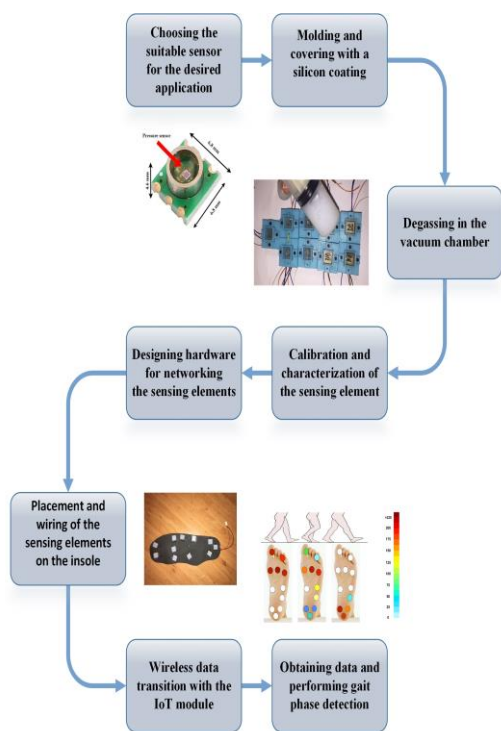 Choosing the
suitable sensor
for the desired
application
Molding and
covering with a
silicon coating
Pressure sensor
Degassing in the
vacuum chamber
Designing hardware
for networking
the sensing elements
Calibration and
characterization of
the sensing element
Placement and
wiring of the
sensing elements
on the insole
Wireless data
transition with the
IoT module
Obtaining data and
performing gait
phase detection